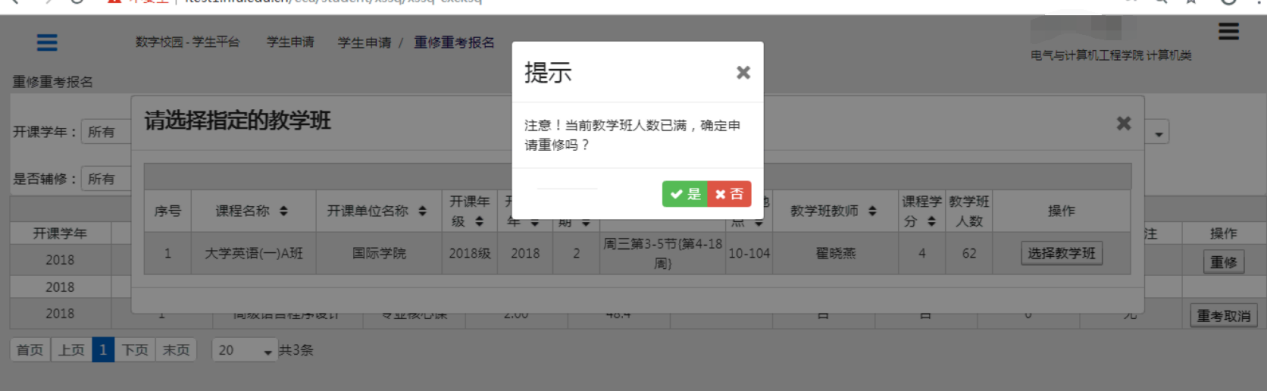 数字校园-学生平台 学生申请 学生申请 / 重修重考报名
电气与计算机工程学院 计算机类
重修重考报名
提示
注意！当前教学班人数已满，确定申
请重修吗？
是 否
请选择指定的教学班
开课学年： 所有
是否辅修： 所有
序号 课程名称 开课单位名称 开课年级 教学班教师 课程学分 教学班人数 操作
1 大学英语(一)A班 国际学院 2018级 2018 2 周三第3-5节[第4-18周) 10-104 翟晓燕 4 62 选择教学班
开课学年 注 操作
2018 重修
2018
2018 1 高级语言程序设计 专业核心课 2.00 48.4 否 否 0 无 重考取消
首页 上页 1 下页 末页 20 共3条